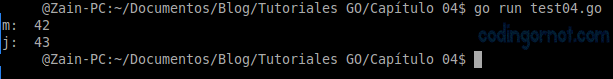 @Zain-PC:~/Documentos/Blog/Tutoriales GO/Capítulo 04$ go run test04.go
m: 42
j: 43
@Zain-PC:~/Documentos/Blog/Tutoriales GO/Capítulo 04$
codingornot.com